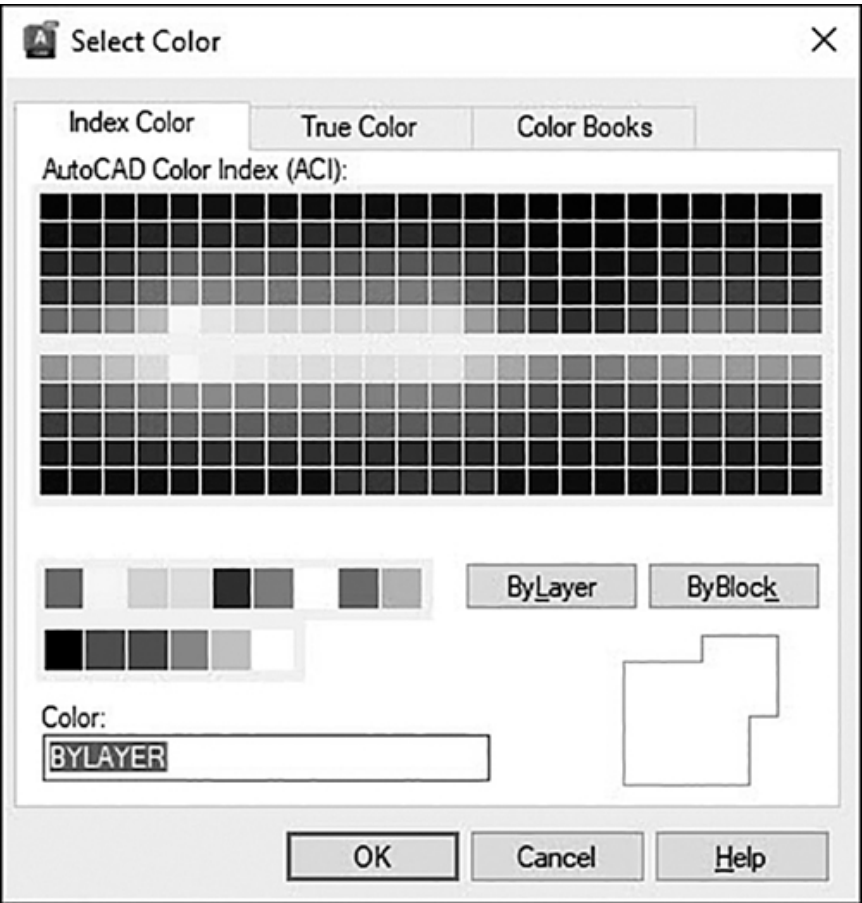 Select Color
Index Color True Color Color Books
AutoCAD Color Index (ACI):
ByLayer ByBlock
Color:
BYLAYER
OK Cancel Help